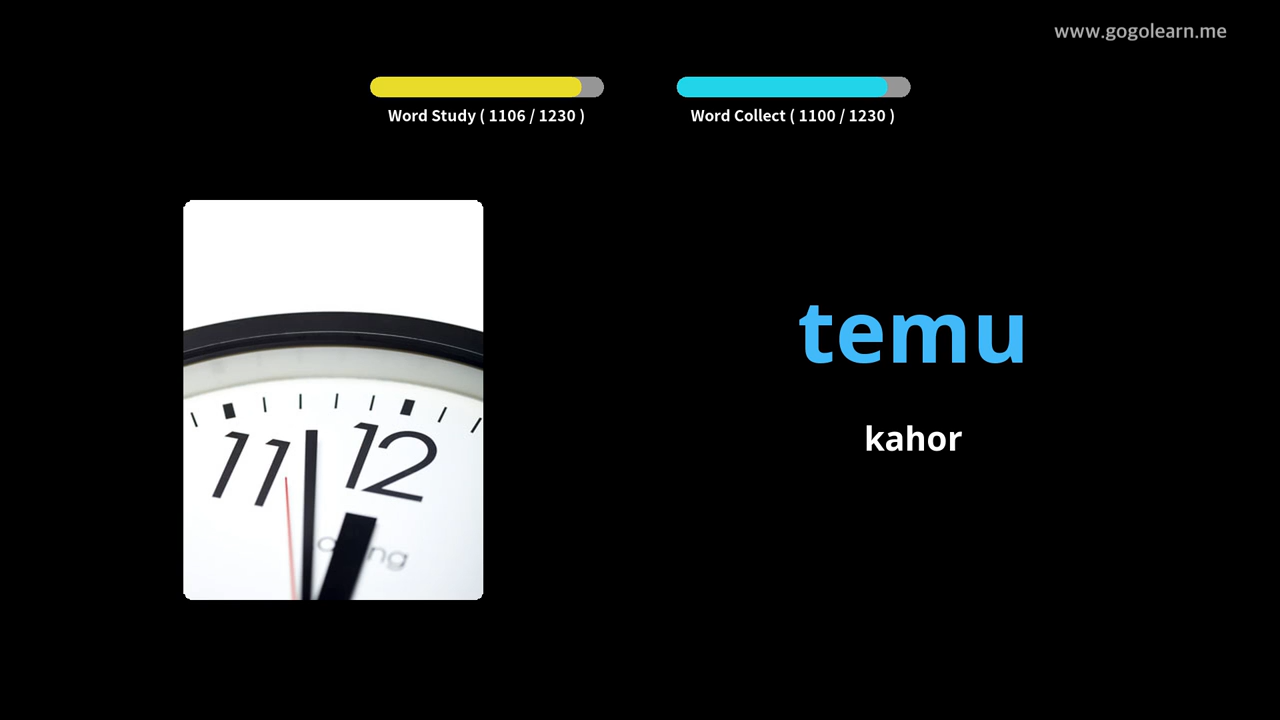 www.gogolearn.me
Word Study ( 1106 / 1230 )
Word Collect ( 1100 / 1230 )
11 12
temu
kahor